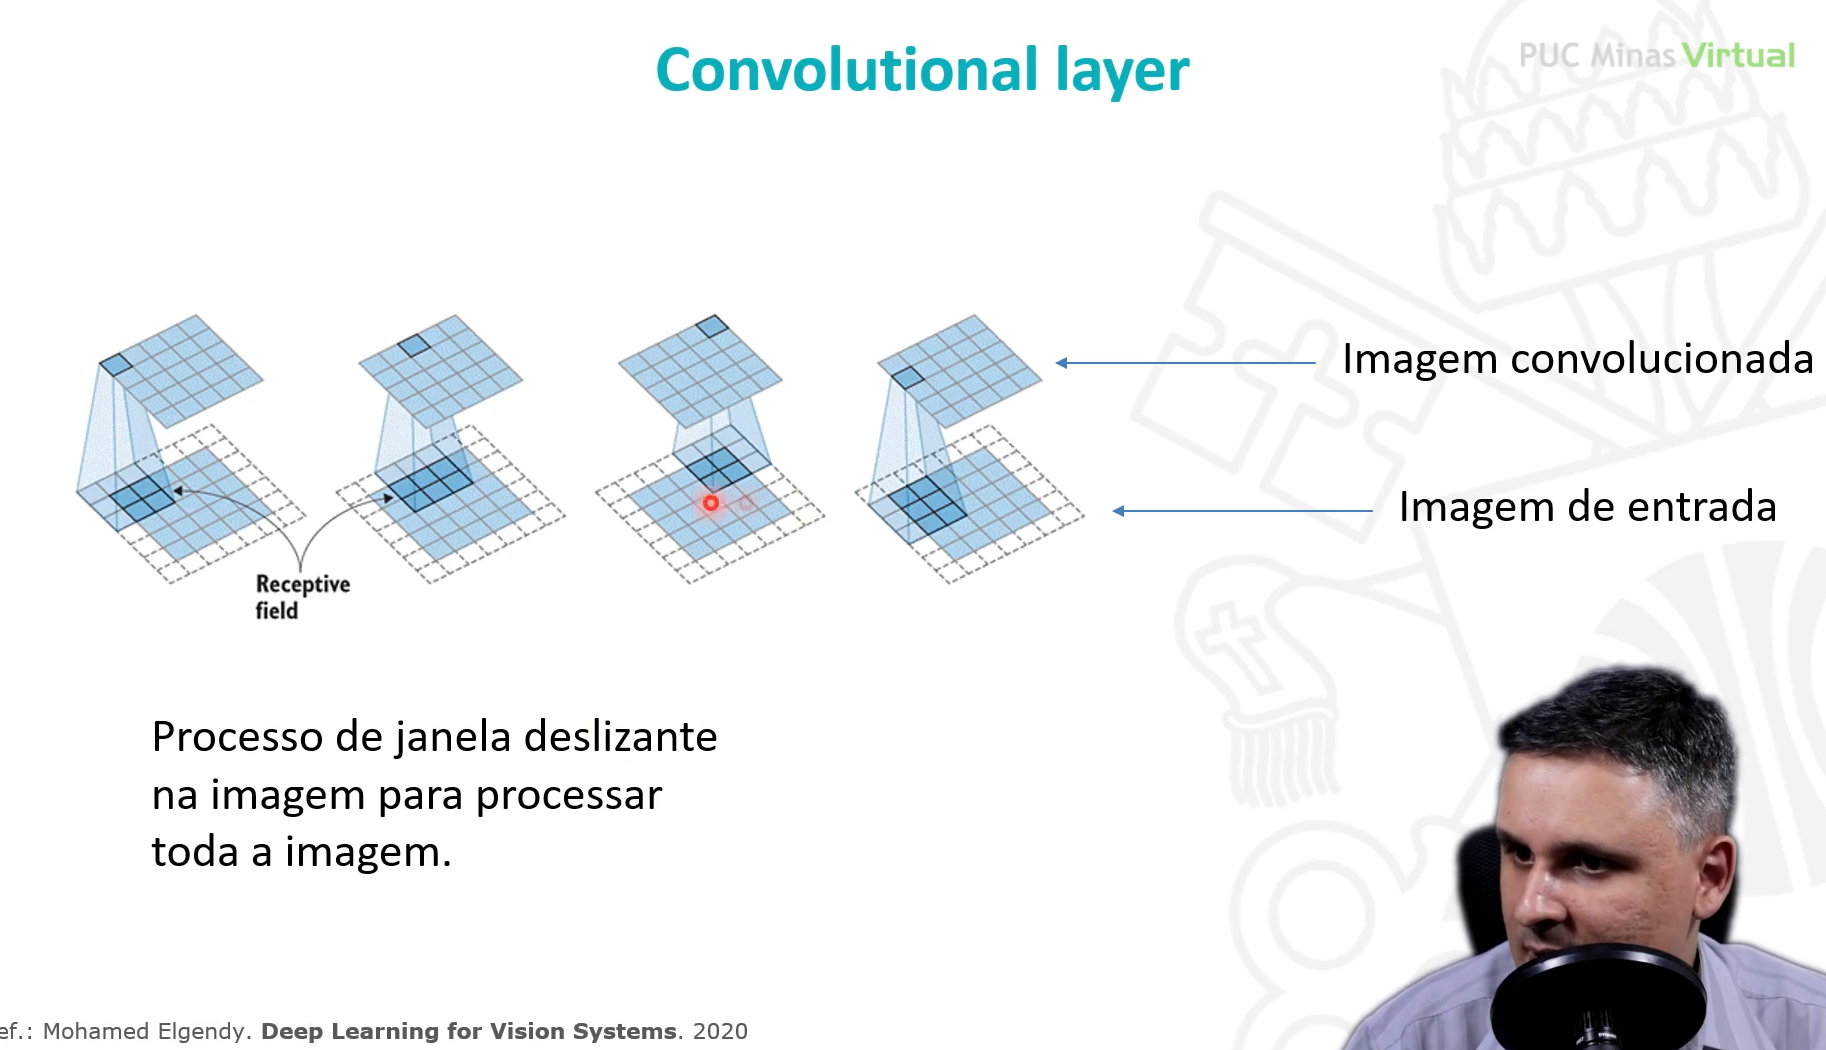 Convolutional layer
PUC Minas Virtual
Imagem convolucionada
Imagem de entrada
Receptive
field
Processo de janela deslizante
na imagem para processar
toda a imagem.
ef.: Mohamed Elgendy. Deep Learning for Vision Systems. 2020